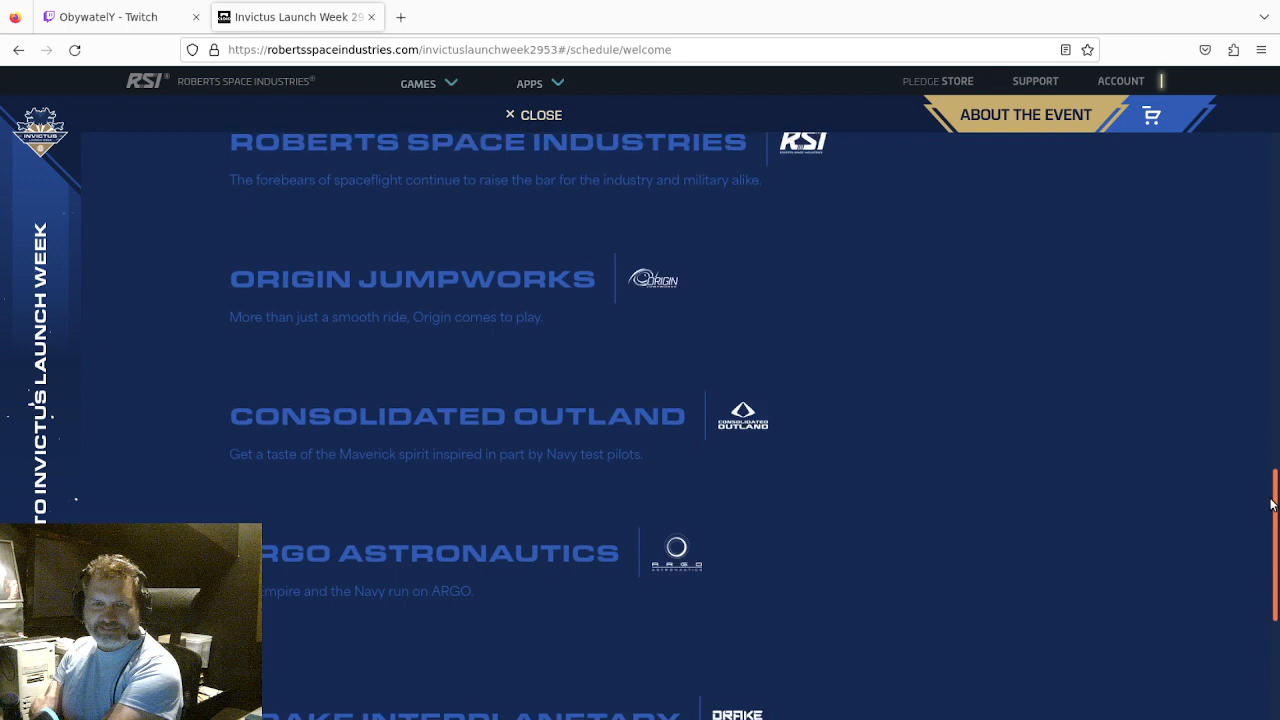 ObywatelY - Twitch
Invictus Launch Week 29
https://robertsspaceindustries.com/invictuslaunchweek2953#/schedule/welcome
RSI ROBERTS SPACE INDUSTRIES®
GAMES
APPS
PLEDGE STORE
SUPPORT
ACCOUNT
INVICTUS
× CLOSE
ABOUT THE EVENT
TO INVICTUS LAUNCH WEEK
ROBERTS SPACE INDUSTRIES
RSI
The forebears of spaceflight continue to raise the bar for the industry and military alike.
ORIGIN JUMPWORKS
ORIGIN
More than just a smooth ride, Origin comes to play.
CONSOLIDATED OUTLAND
CONSOLIDATED
OUTLAND
Get a taste of the Maverick spirit inspired in part by Navy test pilots.
RGO ASTRONAUTICS
ARGO
ASTRONAUTICS
mpire and the Navy run on ARGO.
RAKE INTERPLANETARY
DRAKE